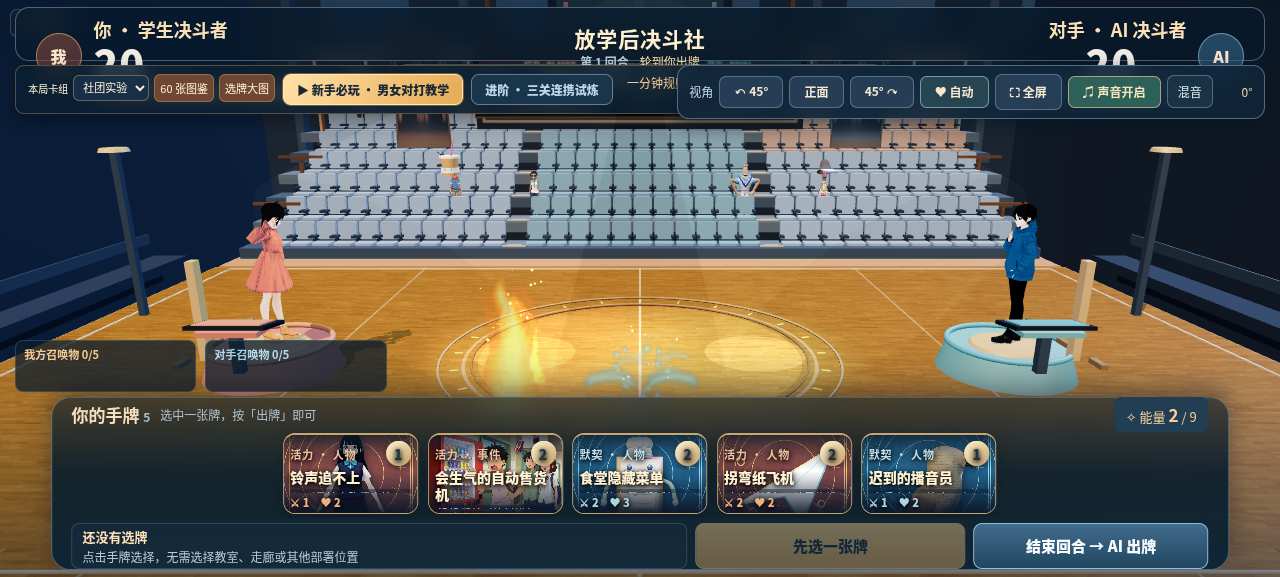 你 · 学生决斗者
我
20
放学后决斗社
第 1 回合 · 轮到你出牌
对手 · AI 决斗者
20
AI
本局卡组
社团实验
60 张图鉴
选牌大图
▶ 新手必玩 · 男女对打教学
进阶 · 三关连携试炼
一分钟规
视角
↶ 45°
正面
45° ↷
♥ 自动
⛶ 全屏
♫ 声音开启
混音
0°
我方召唤物 0/5
对手召唤物 0/5
你的手牌 5 选中一张牌，按「出牌」即可
✧ 能量 2 / 9
活力 · 人物
1
铃声追不上
⚔ 1 ♥ 2
活力 · 事件
2
会生气的自动售货机
默契 · 人物
2
食堂隐藏菜单
⚔ 2 ♥ 3
活力 · 人物
2
拐弯纸飞机
⚔ 2 ♥ 2
默契 · 人物
1
迟到的播音员
⚔ 1 ♥ 2
还没有选牌
点击手牌选择，无需选择教室、走廊或其他部署位置
先选一张牌
结束回合 → AI 出牌